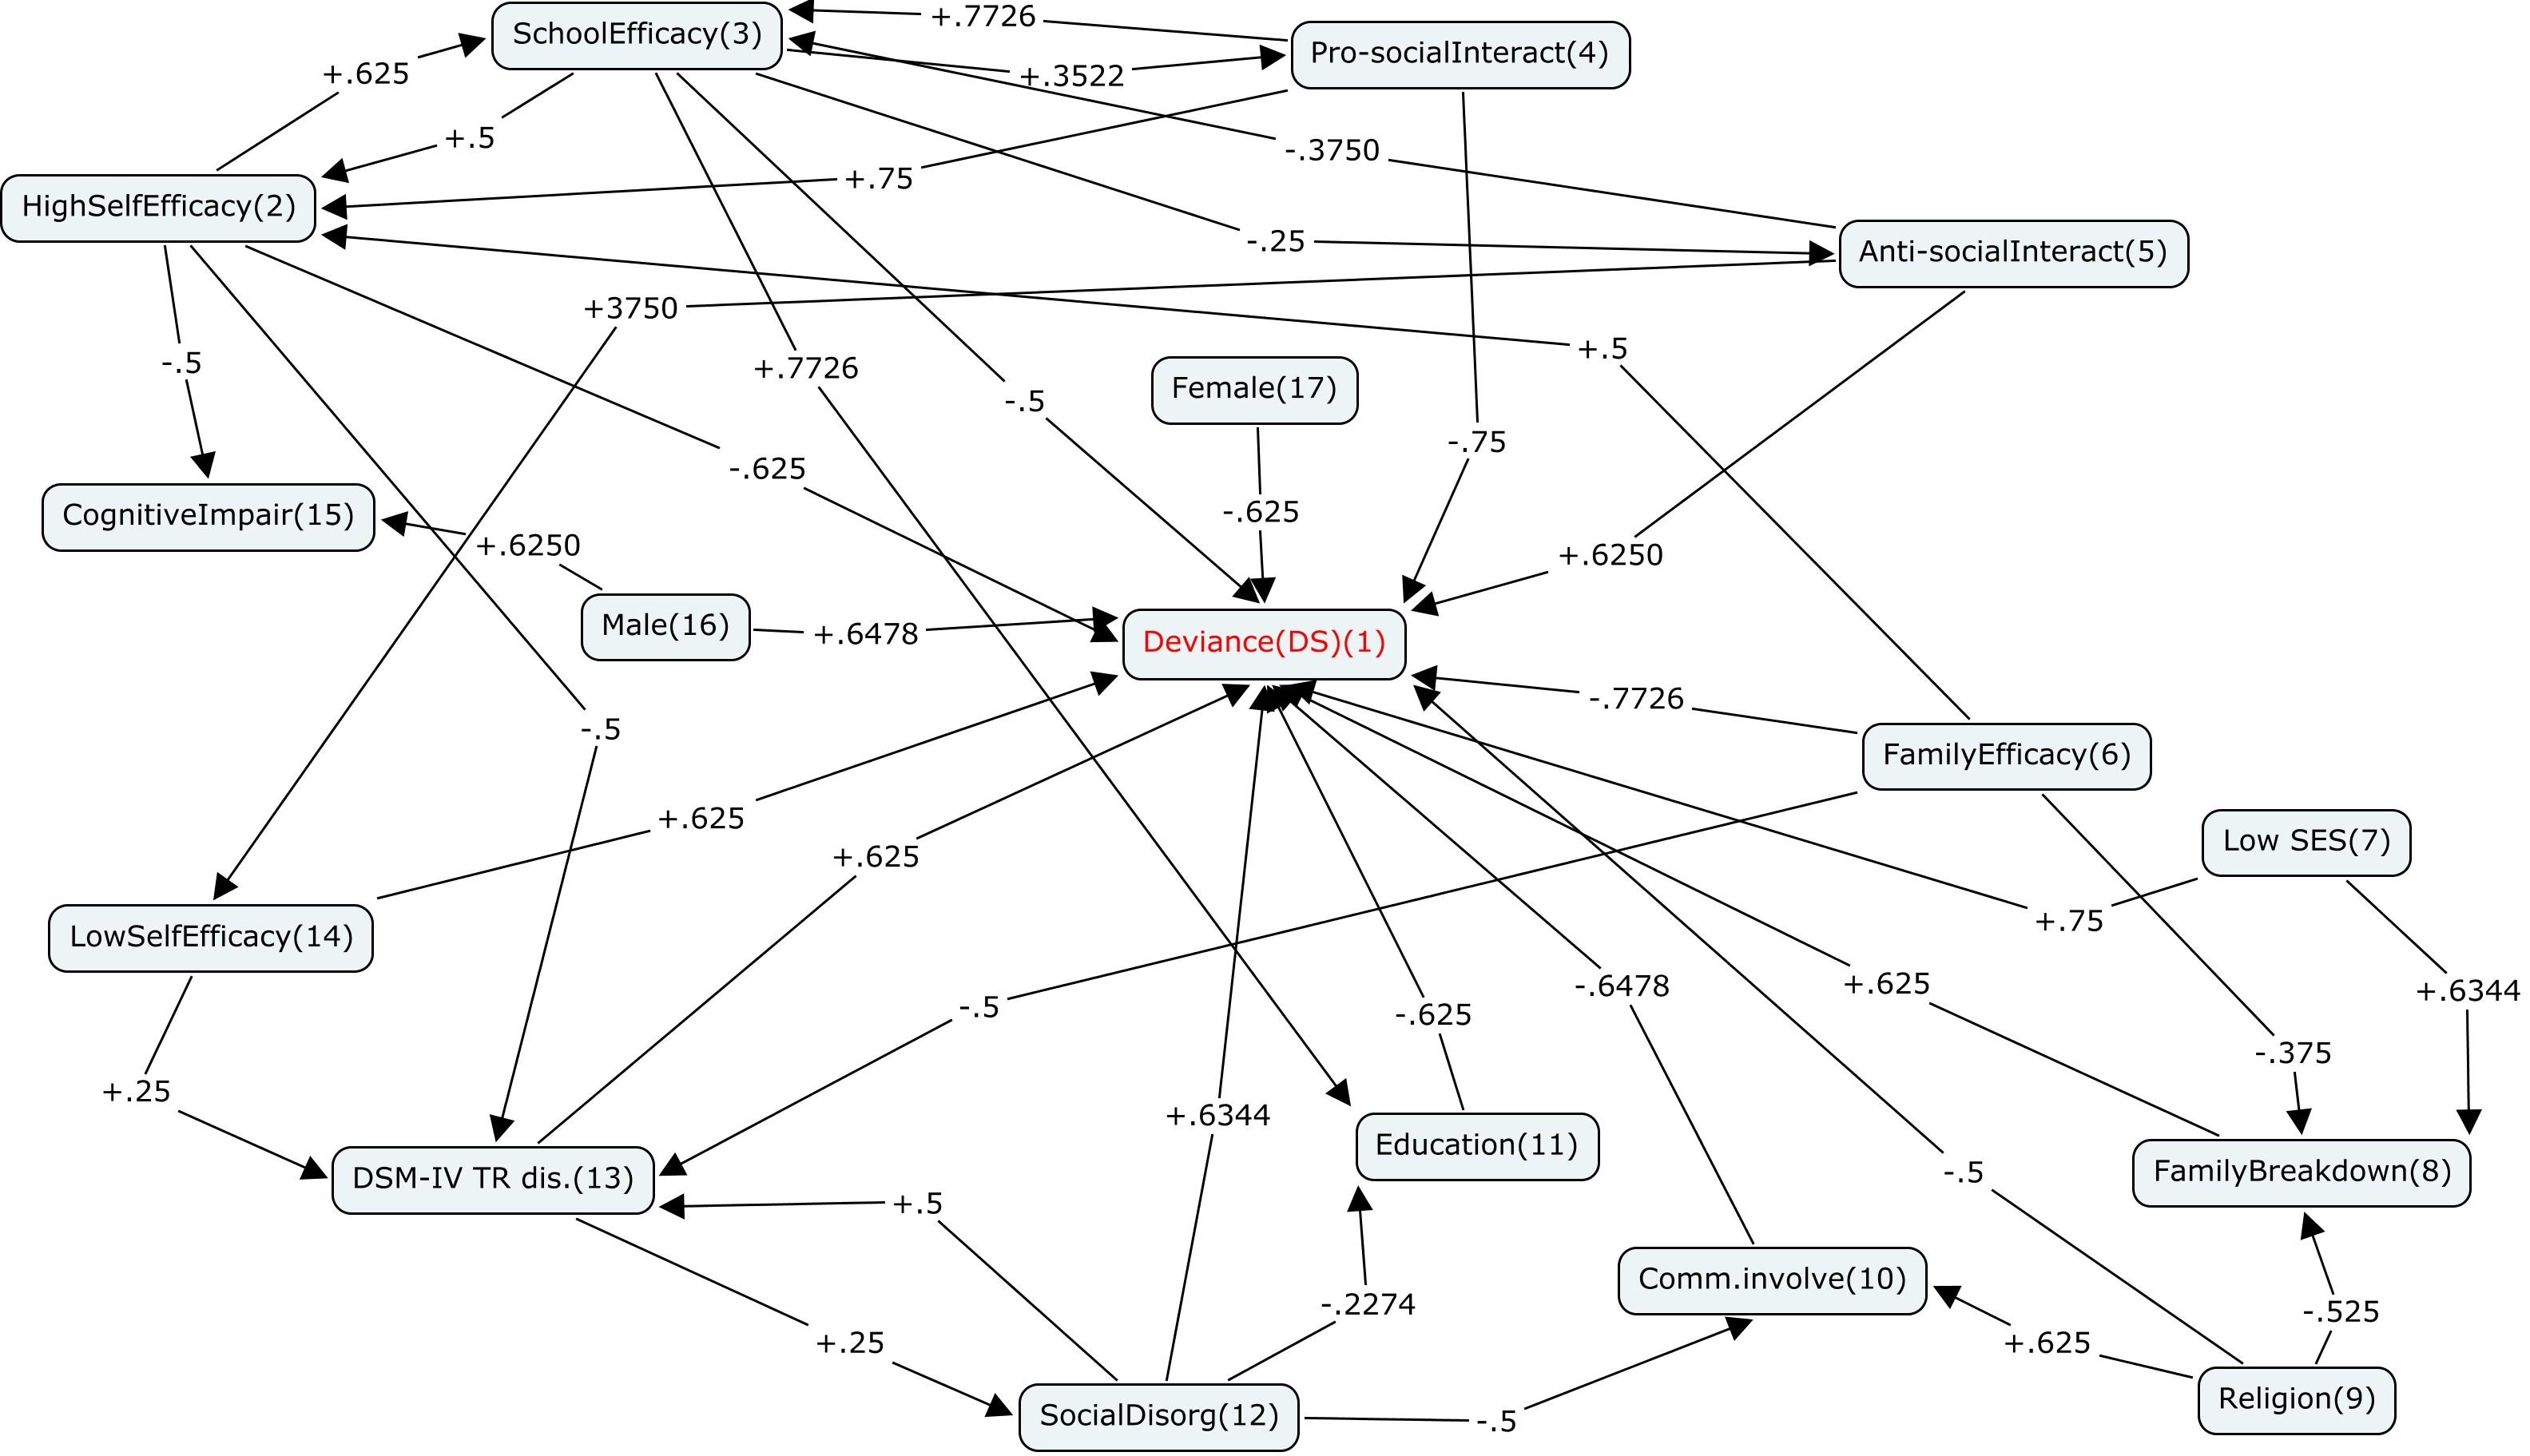 +.7726
SchoolEfficacy(3)
Pro-socialInteract(4)
+.625
+.3522
+.5
-.3750
+.75
HighSelfEfficacy(2)
-.25
Anti-socialInteract(5)
+3750
+.5
-.5
+.7726
Female(17)
-.5
-.75
-.625
CognitiveImpair(15)
-.625
+.6250
+.6250
Male(16)
+.6478
Deviance(DS)(1)
-.7726
-.5
FamilyEfficacy(6)
+.625
Low SES(7)
+.625
+.75
LowSelfEfficacy(14)
-.5
-.625
-.6478
+.625
+.6344
-.375
+.25
+.6344
Education(11)
DSM-IV TR dis.(13)
-.5
FamilyBreakdown(8)
+.5
Comm.involve(10)
-.2274
-.525
+.25
+.625
Religion(9)
SocialDisorg(12)
-.5